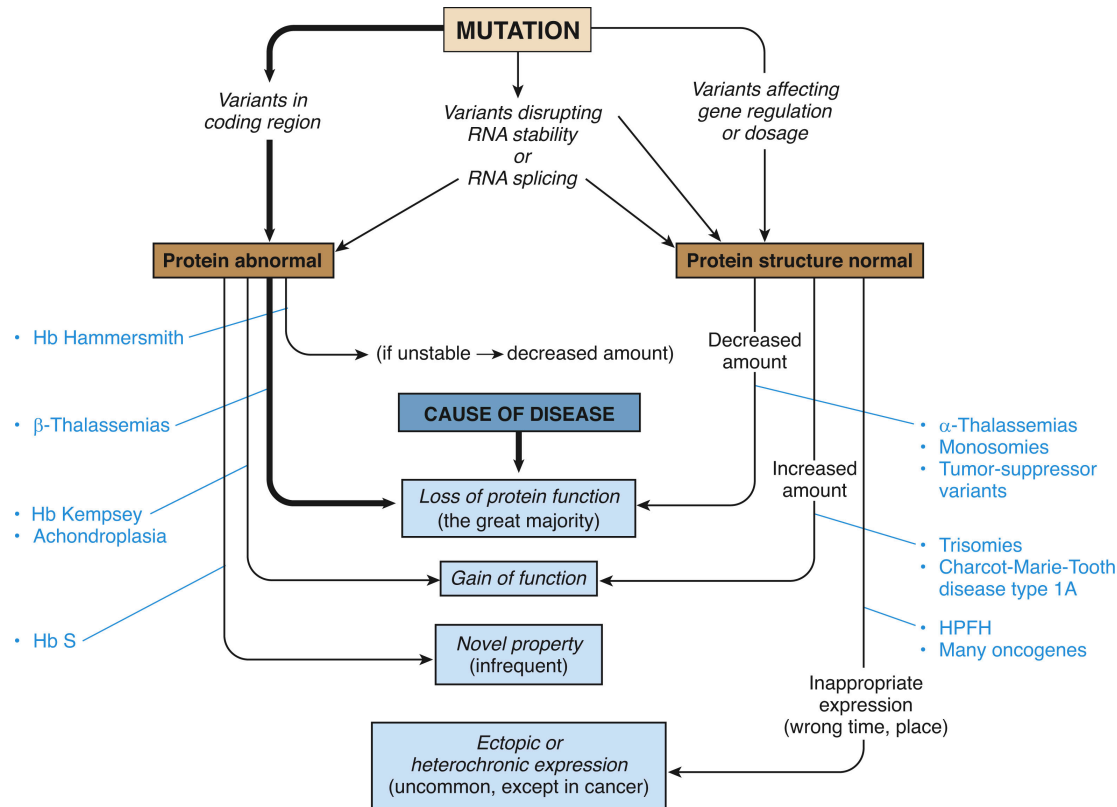 MUTATION
Variants in
coding region
Variants disrupting
RNA stability
or
RNA splicing
Variants affecting
gene regulation
or dosage
Protein abnormal
Protein structure normal
• Hb Hammersmith
(if unstable → decreased amount)
Decreased
amount
• β-Thalassemias
CAUSE OF DISEASE
• α-Thalassemias
• Monosomies
• Tumor-suppressor
variants
Increased
amount
Loss of protein function
(the great majority)
• Hb Kempsey
• Achondroplasia
• Trisomies
• Charcot-Marie-Tooth
disease type 1A
Gain of function
• Hb S
• HPFH
• Many oncogenes
Novel property
(infrequent)
Inappropriate
expression
(wrong time, place)
Ectopic or
heterochronic expression
(uncommon, except in cancer)